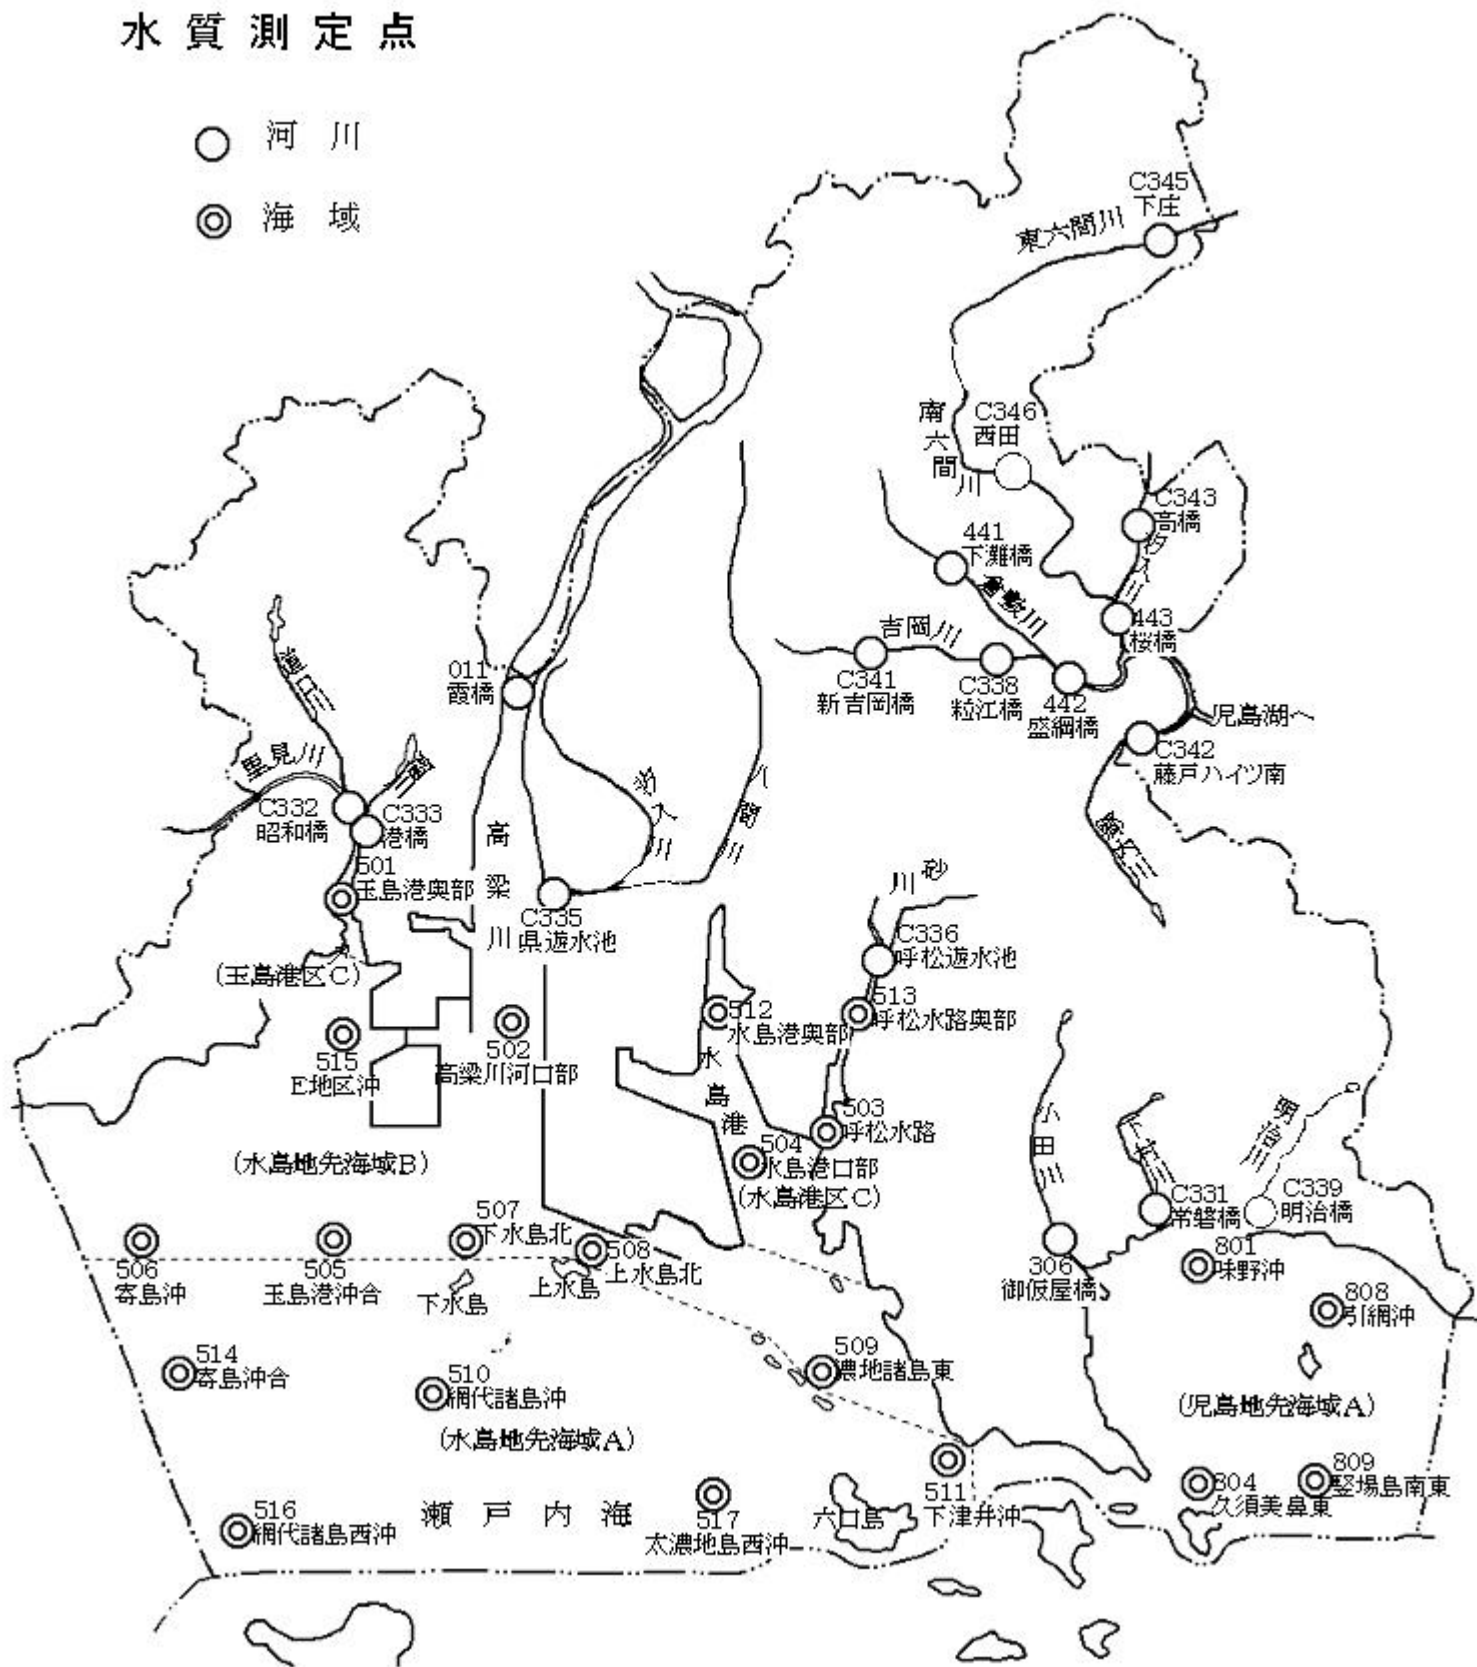 水質測定点
河川
海域
C345
下庄
東六間川
南六間川
C346
西田
C343
高橋
441
下灘橋
倉敷川
443
桜橋
吉岡川
C341
新吉岡橋
C338
粒江橋
442
盛綱橋
児島湖へ
C342
藤戸ハイツ南
011
霞橋
道口川
里見川
C332
昭和橋
C333
港橋
501
玉島港奥部
(玉島港区C)
高梁川
八間川
C335
県遊水池
砂川
C336
呼松遊水池
513
呼松水路奥部
512
水島港奥部
水島港
515
E地区沖
502
高梁川河口部
503
呼松水路
504
水島港口部
(水島港区C)
小田川
明治川
(水島地先海域B)
C331
常磐橋
C339
明治橋
507
下水島北
508
上水島北
506
寄島沖
505
玉島港沖合
下水島
上水島
306
御仮屋橋
801
味野沖
808
引網沖
514
寄島沖合
510
網代諸島沖
509
濃地諸島東
(水島地先海域A)
(児島地先海域A)
516
網代諸島西沖
瀬戸内海
517
太濃地島西沖
六口島
511
下津井沖
804
久須美鼻東
809
竪場島南東